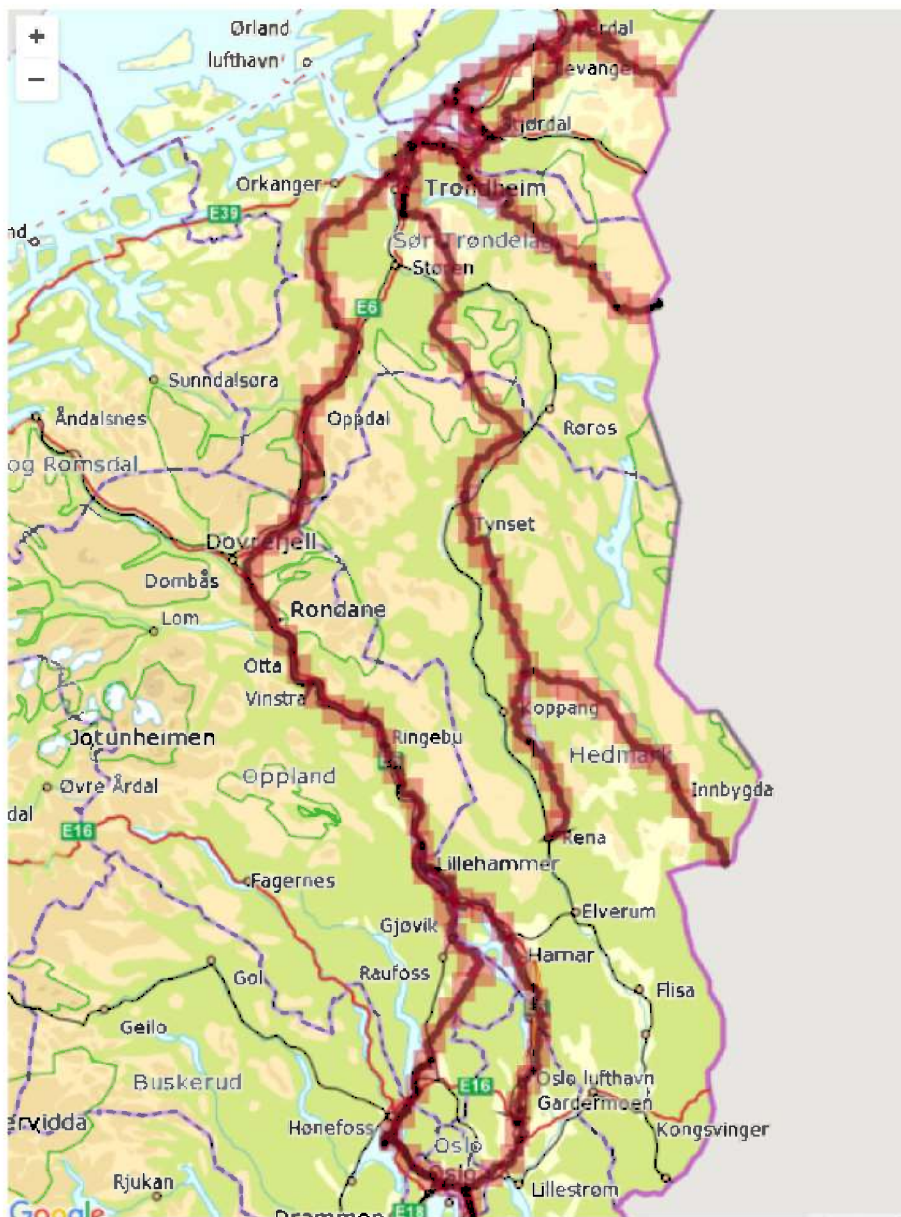 +
Ørland
lufthavn
−
Stjørdal
Orkanger
Trondheim
E39
nd
Sør-Trøndelag
Støren
E6
Sunndalsøra
Åndalsnes
Oppdal
Røros
og Romsdal
Tynset
Dovrefjell
Dombås
Rondane
Lom
Otta
Vinstra
Koppang
Jotunheimen
Ringebu
Hedmark
Oppland
Øvre Årdal
Innbygda
dal
E16
Rena
Lillehammer
Fagernes
Elverum
Gjøvik
Hamar
Raufoss
Gol
Flisa
Geilo
Oslo lufthavn
E16
Buskerud
Gardermoen
ervidda
Hønefoss
Kongsvinger
Oslo
Oslo
Rjukan
Lillestrøm
Google
E18